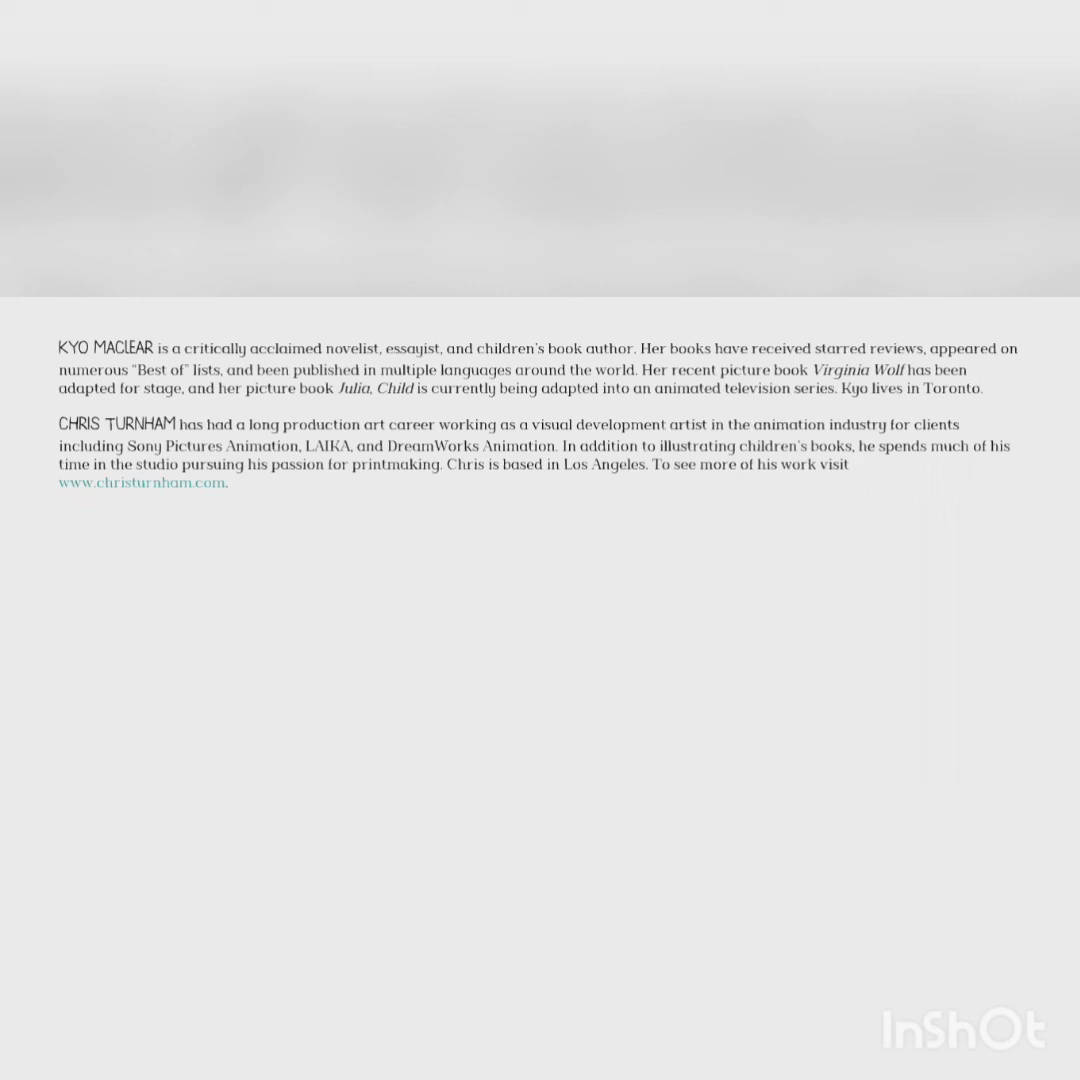 KYO MACLEAR is a critically acclaimed novelist, essayist, and children's book author. Her books have received starred reviews, appeared on
numerous "Best of" lists, and been published in multiple languages around the world. Her recent picture book Virginia Wolf has been
adapted for stage, and her picture book Julia, Child is currently being adapted into an animated television series. Kyo lives in Toronto.
CHRIS TURNHAM has had a long production art career working as a visual development artist in the animation industry for clients
including Sony Pictures Animation, LAIKA, and DreamWorks Animation. In addition to illustrating children's books, he spends much of his
time in the studio pursuing his passion for printmaking. Chris is based in Los Angeles. To see more of his work visit
www.christurnham.com.
InShOt